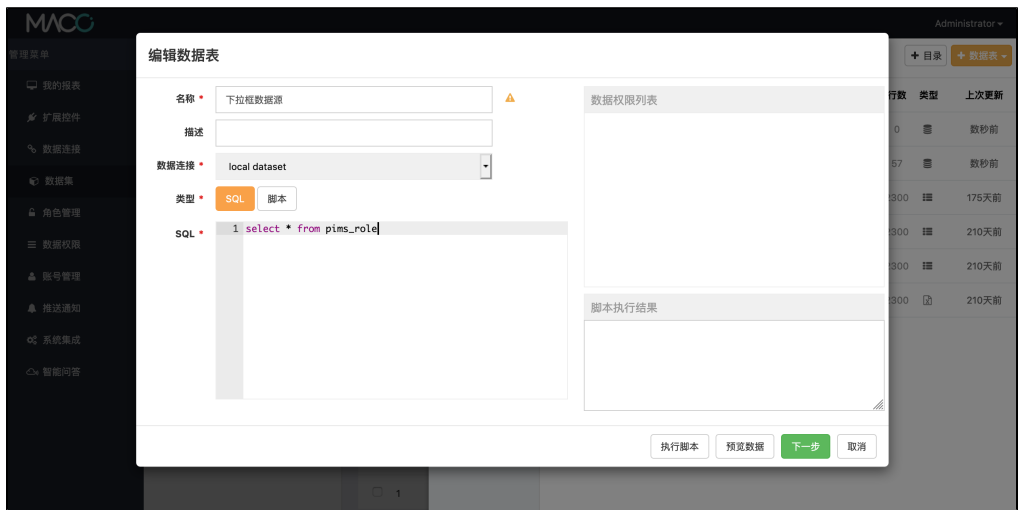 MACC
Administrator
管理菜单
我的报表
扩展控件
数据连接
数据集
角色管理
数据权限
账号管理
推送通知
系统集成
智能问答
目录
数据表
行数 类型 上次更新
0 数秒前
57 数秒前
2300 175天前
2300 210天前
2300 210天前
2300 210天前
1
编辑数据表
名称 * 下拉框数据源
描述
数据连接 * local dataset
类型 * SQL 脚本
SQL * 1 select * from pims_role
数据权限列表
脚本执行结果
执行脚本 预览数据 下一步 取消